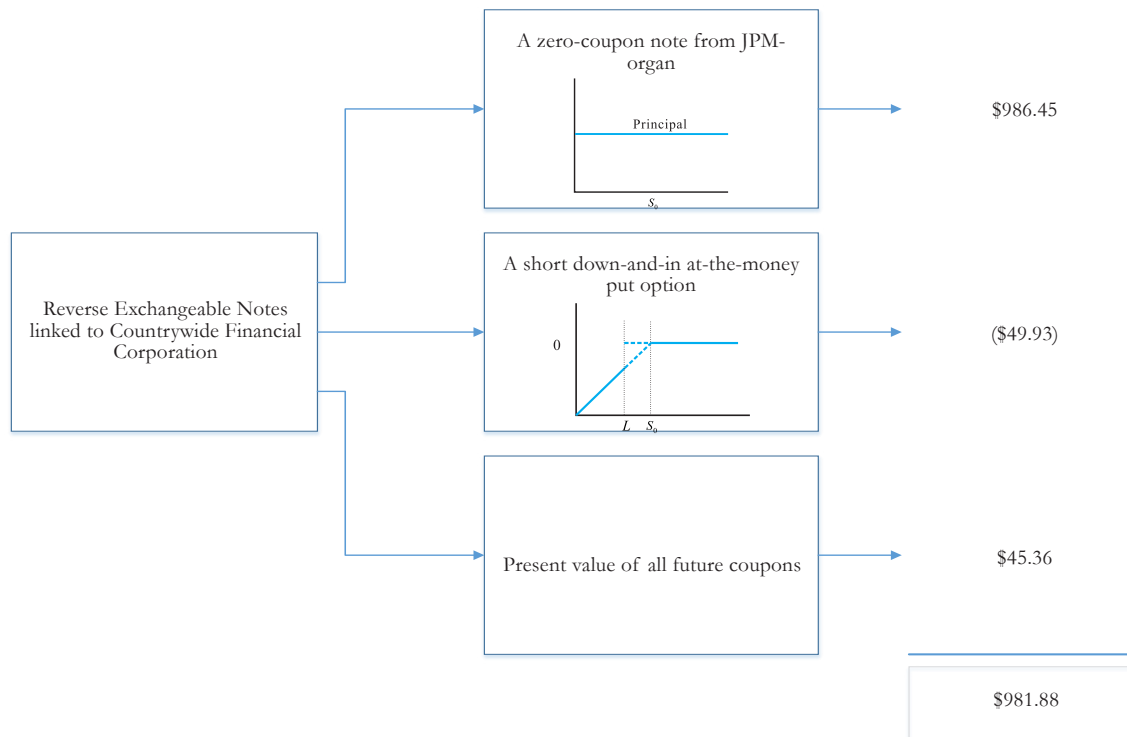 A zero-coupon note from JPM-
organ
Principal
S₀
$986.45
Reverse Exchangeable Notes
linked to Countrywide Financial
Corporation
A short down-and-in at-the-money
put option
0
L S₀
($49.93)
Present value of all future coupons
$45.36
$981.88